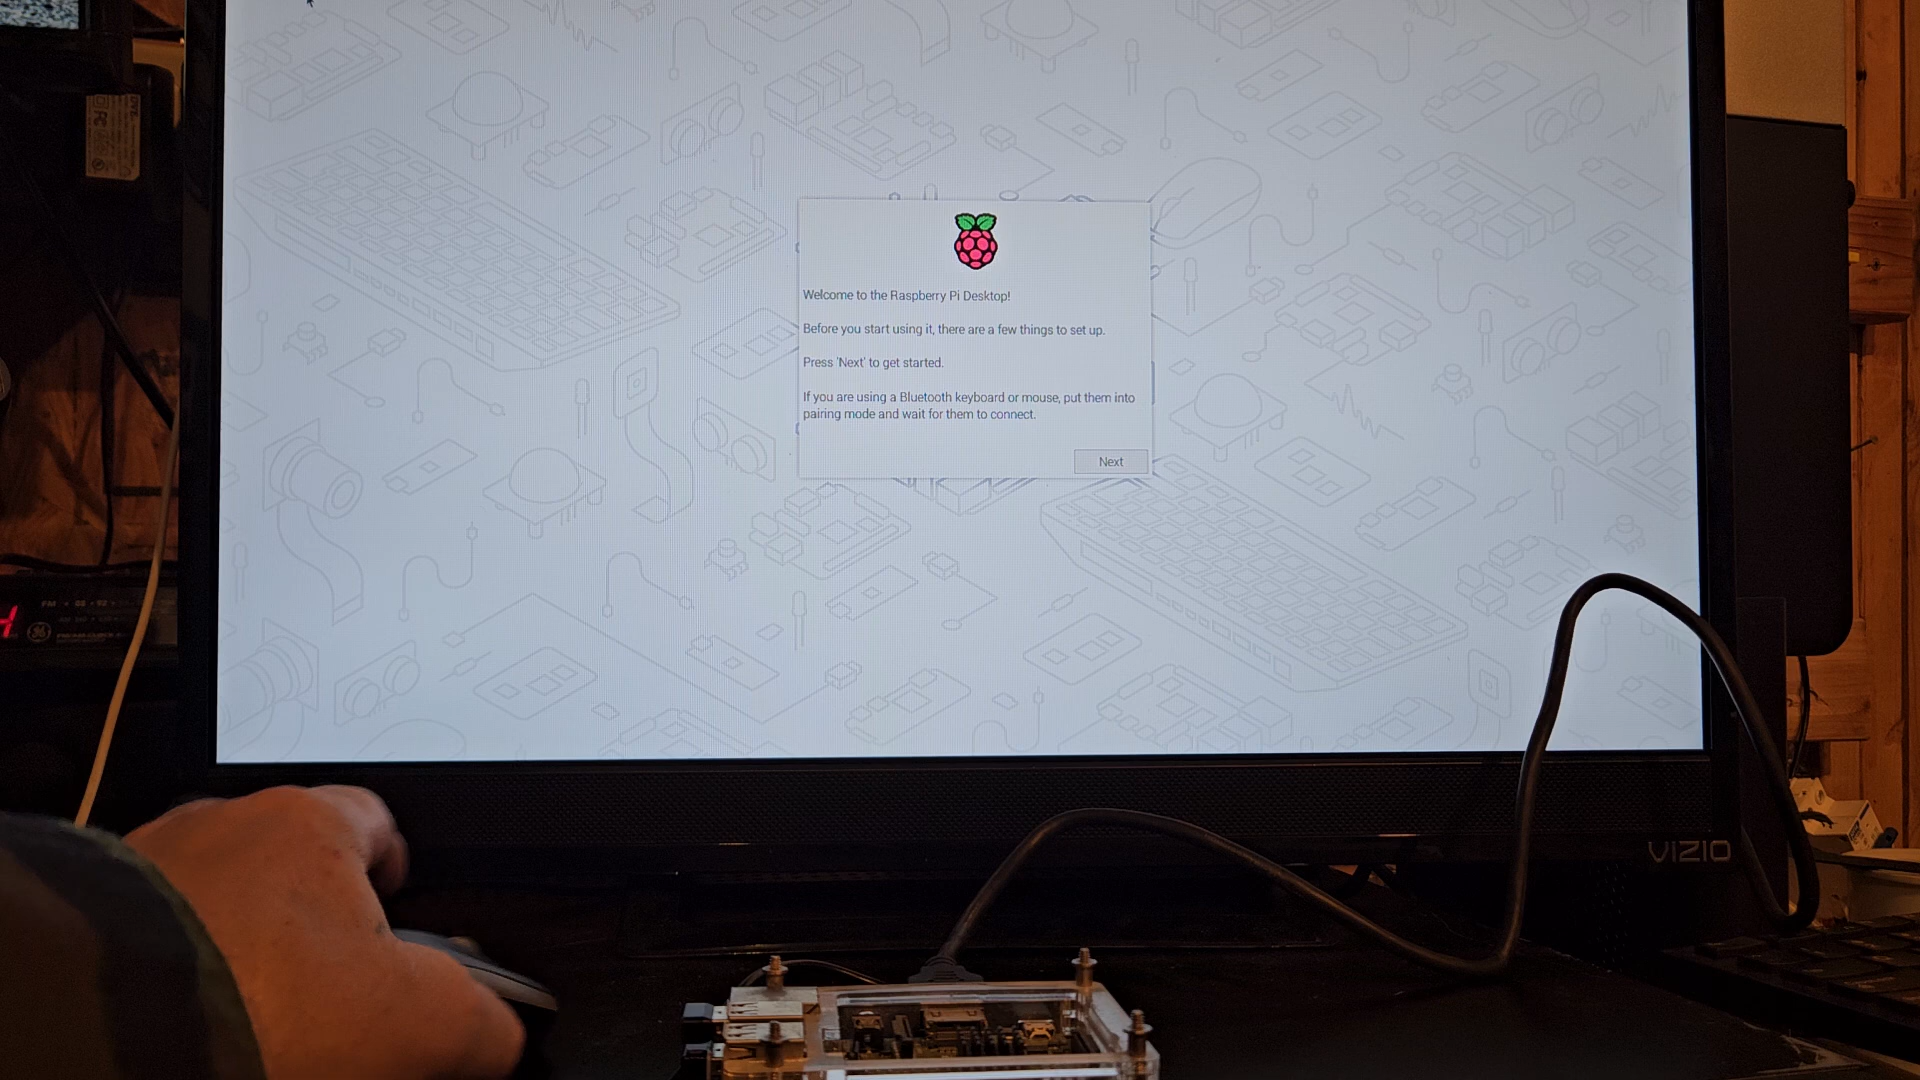 Welcome to the Raspberry Pi Desktop!
Before you start using it, there are a few things to set up.
Press 'Next' to get started.
If you are using a Bluetooth keyboard or mouse, put them into
pairing mode and wait for them to connect.
Next
VIZIO
FM